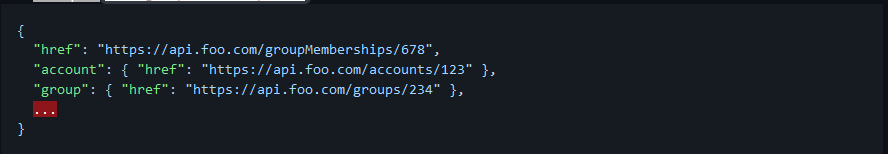 {
  "href": "https://api.foo.com/groupMemberships/678",
  "account": { "href": "https://api.foo.com/accounts/123" },
  "group": { "href": "https://api.foo.com/groups/234" },
  ...
}